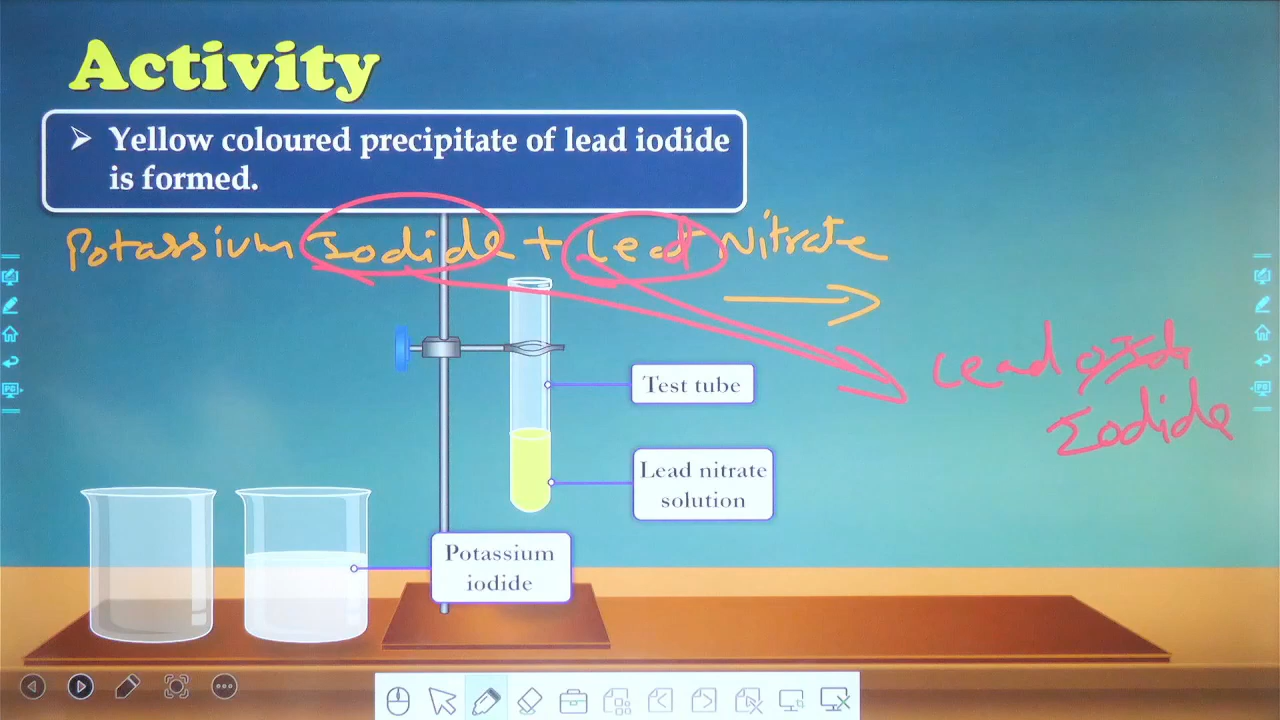 Activity
➢ Yellow coloured precipitate of lead iodide
is formed.
Potassium Iodide + Lead Nitrate
Lead
Iodide
Test tube
Lead nitrate
solution
Potassium
iodide